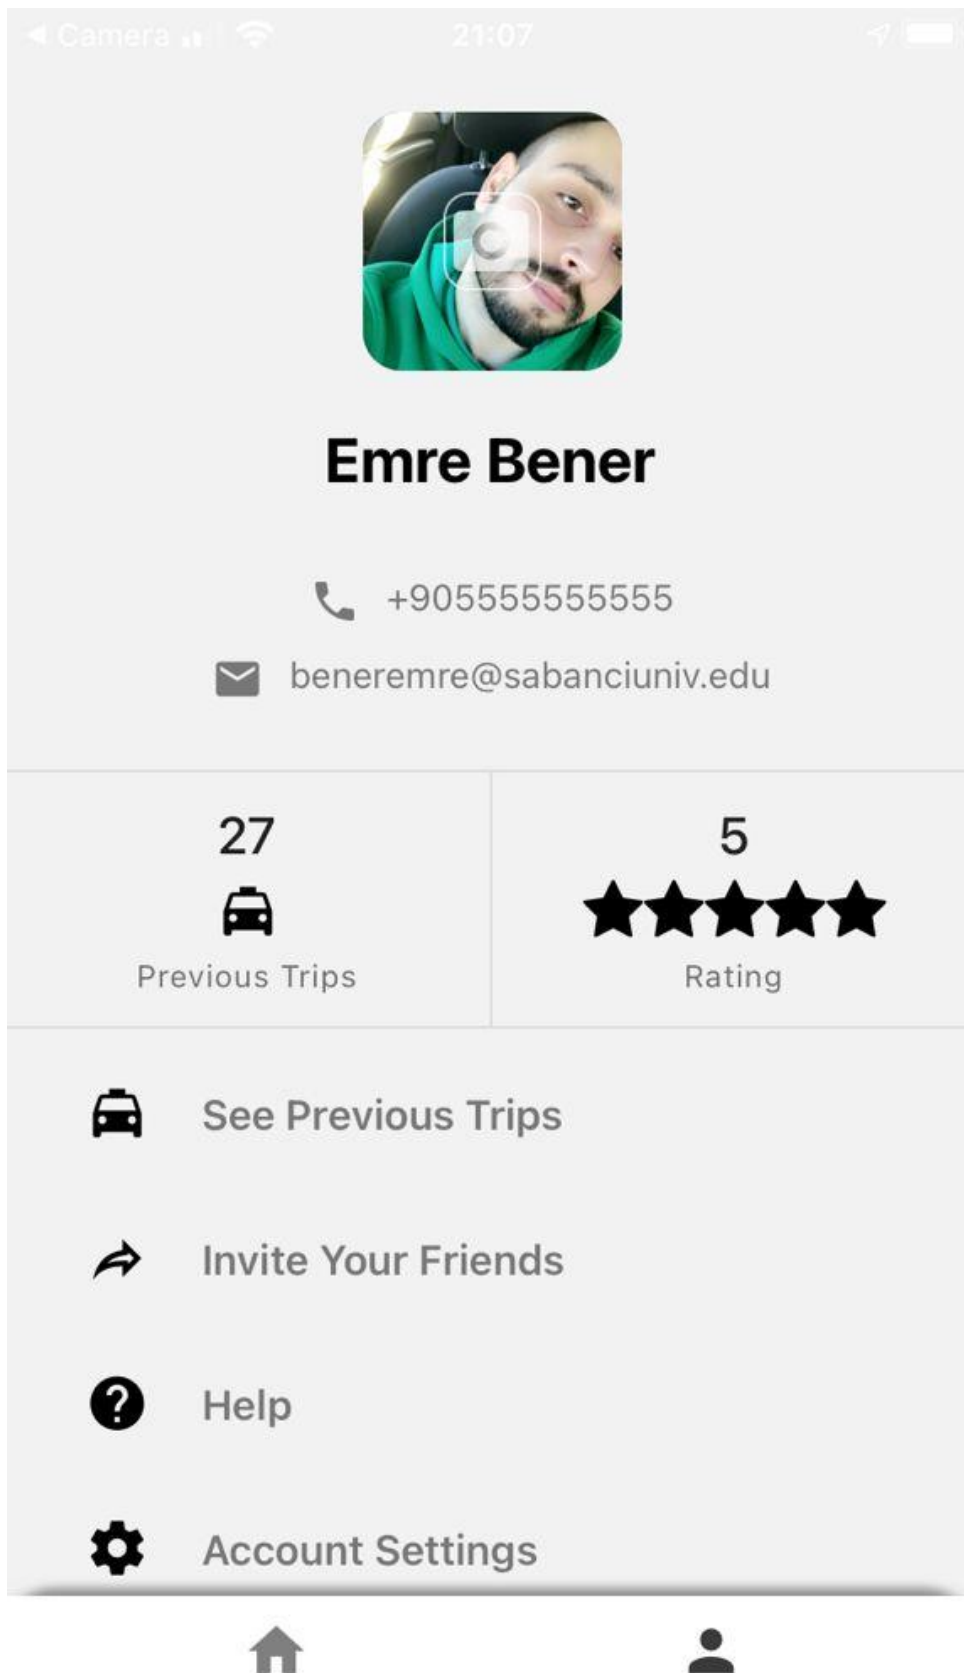 Camera
21:07
Emre Bener
+905555555555
beneremre@sabanciuniv.edu
27
5
Previous Trips
Rating
See Previous Trips
Invite Your Friends
Help
Account Settings